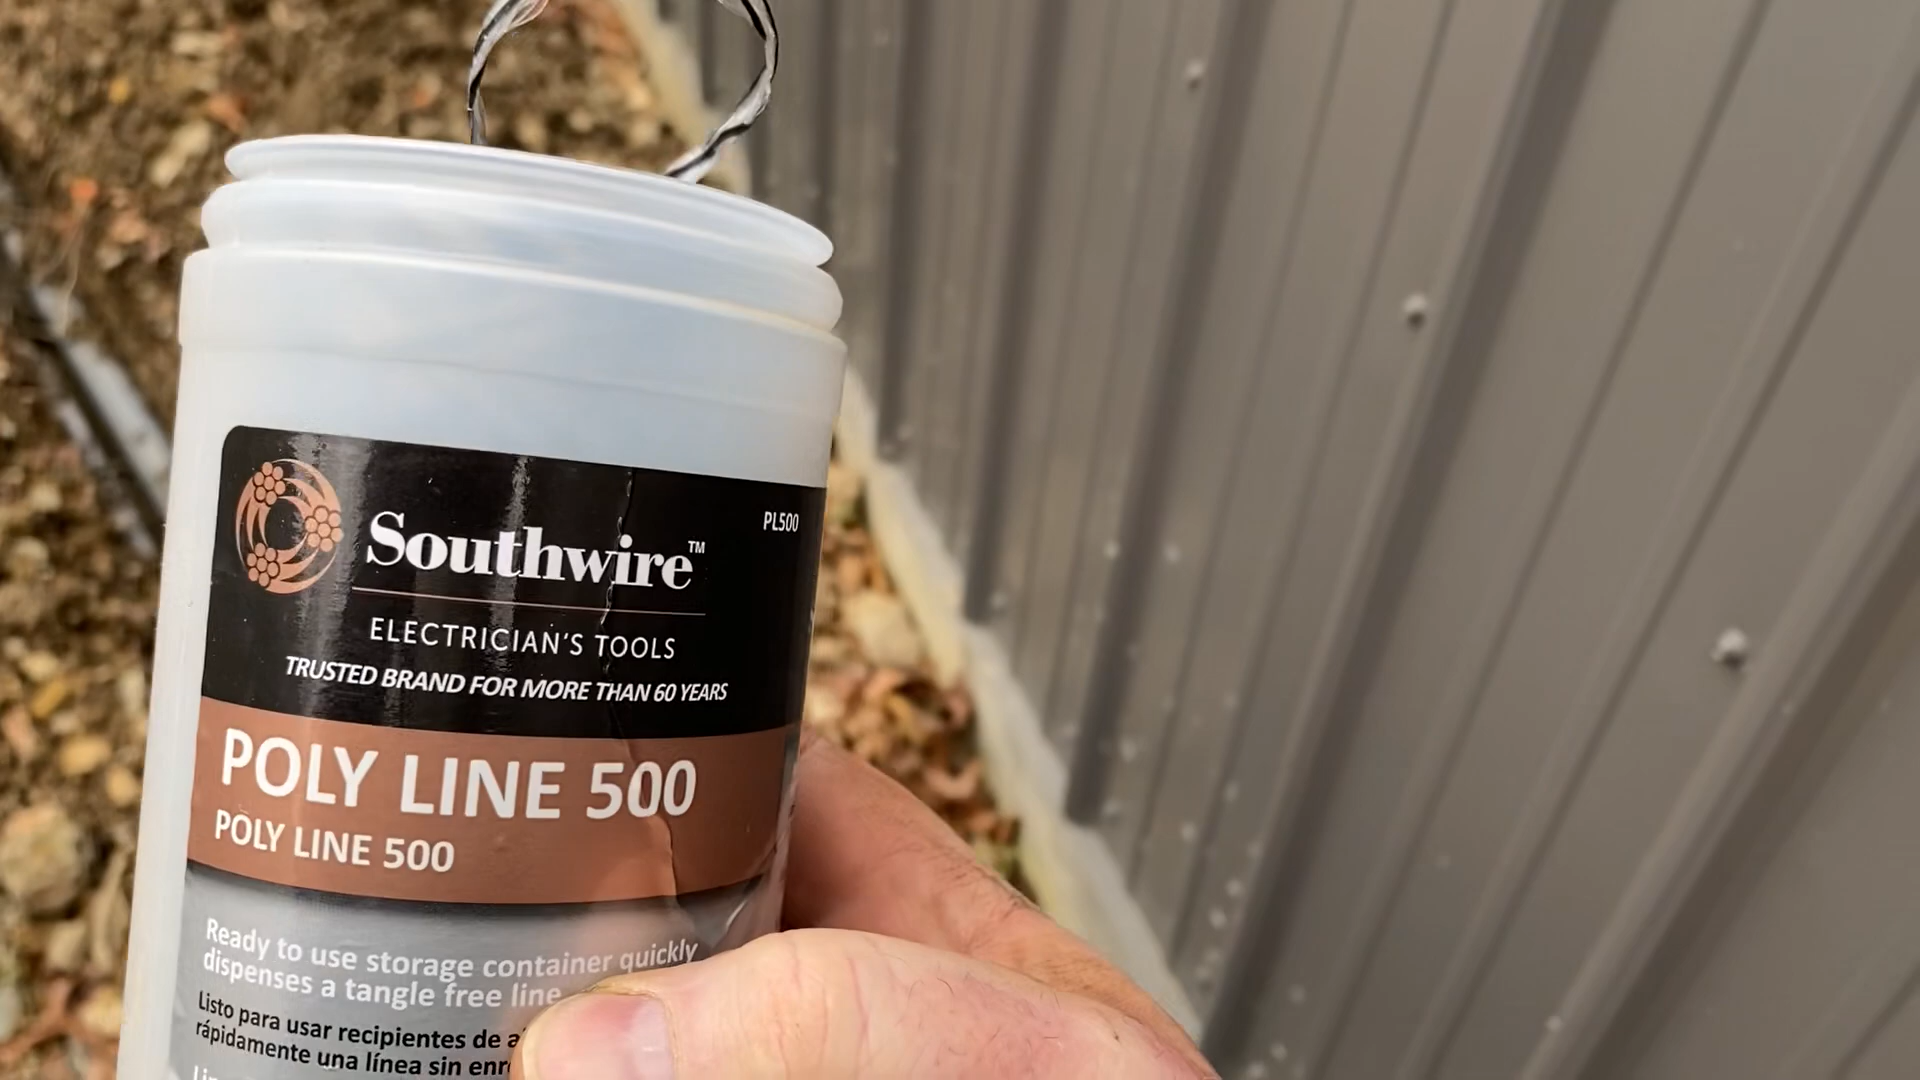 PL500
Southwire™
ELECTRICIAN'S TOOLS
TRUSTED BRAND FOR MORE THAN 60 YEARS
POLY LINE 500
POLY LINE 500
Ready to use storage container quickly
dispenses a tangle free line
Listo para usar recipientes de
rápidamente una línea sin